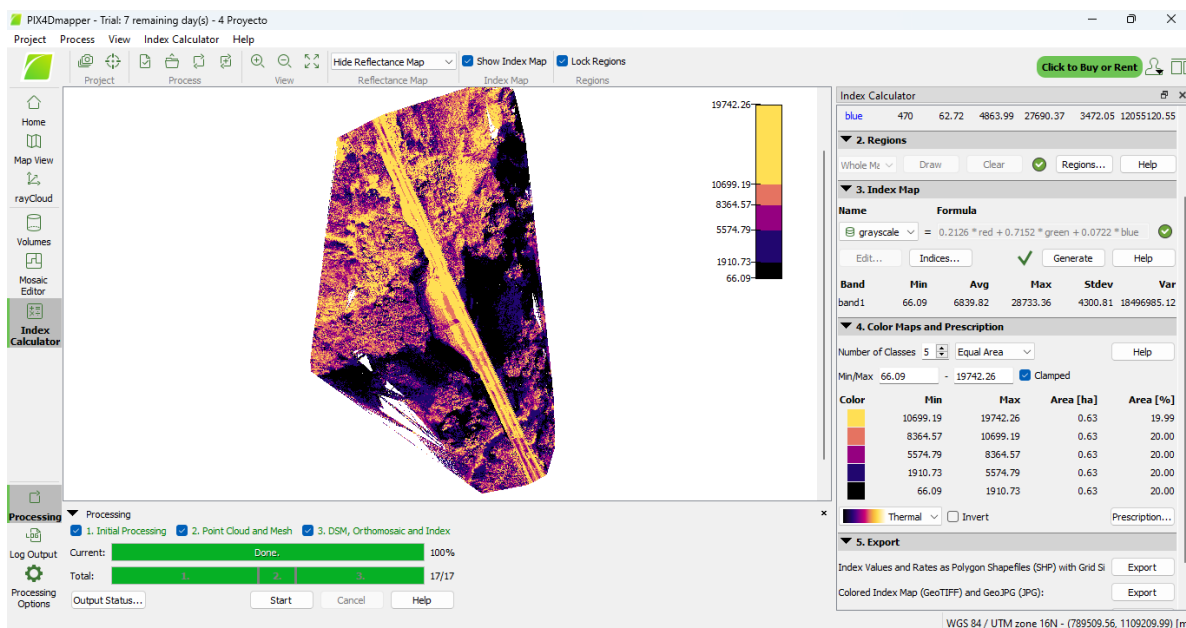 PIX4Dmapper - Trial: 7 remaining day(s) - 4 Proyecto
Project Process View Index Calculator Help
Hide Reflectance Map Show Index Map Lock Regions
Click to Buy or Rent
Project Process View Reflectance Map Index Map Regions
Home
Map View
rayCloud
Volumes
Mosaic
Editor
Index
Calculator
Processing
Log Output
Processing
Options
19742.26
10699.19
8364.57
5574.79
1910.73
66.09
Index Calculator
blue 470 62.72 4863.99 27690.37 3472.05 12055120.55
2. Regions
Whole Ma Draw Clear Regions... Help
3. Index Map
Name Formula
grayscale = 0.2126 * red + 0.7152 * green + 0.0722 * blue
Edit... Indices... Generate Help
Band Min Avg Max Stdev Var
band1 66.09 6839.82 28733.36 4300.81 18496985.12
4. Color Maps and Prescription
Number of Classes 5 Equal Area Help
Min/Max 66.09 - 19742.26 Clamped
Color Min Max Area [ha] Area [%]
10699.19 19742.26 0.63 19.99
8364.57 10699.19 0.63 20.00
5574.79 8364.57 0.63 20.00
1910.73 5574.79 0.63 20.00
66.09 1910.73 0.63 20.00
Thermal Invert Prescription...
5. Export
Index Values and Rates as Polygon Shapefiles (SHP) with Grid Si Export
Colored Index Map (GeoTIFF) and GeoJPG (JPG): Export
Processing
1. Initial Processing 2. Point Cloud and Mesh 3. DSM, Orthomosaic and Index
Current: Done. 100%
Total: 1. 2. 3. 17/17
Output Status... Start Cancel Help
WGS 84 / UTM zone 16N - (789509.56, 1109209.99) [m